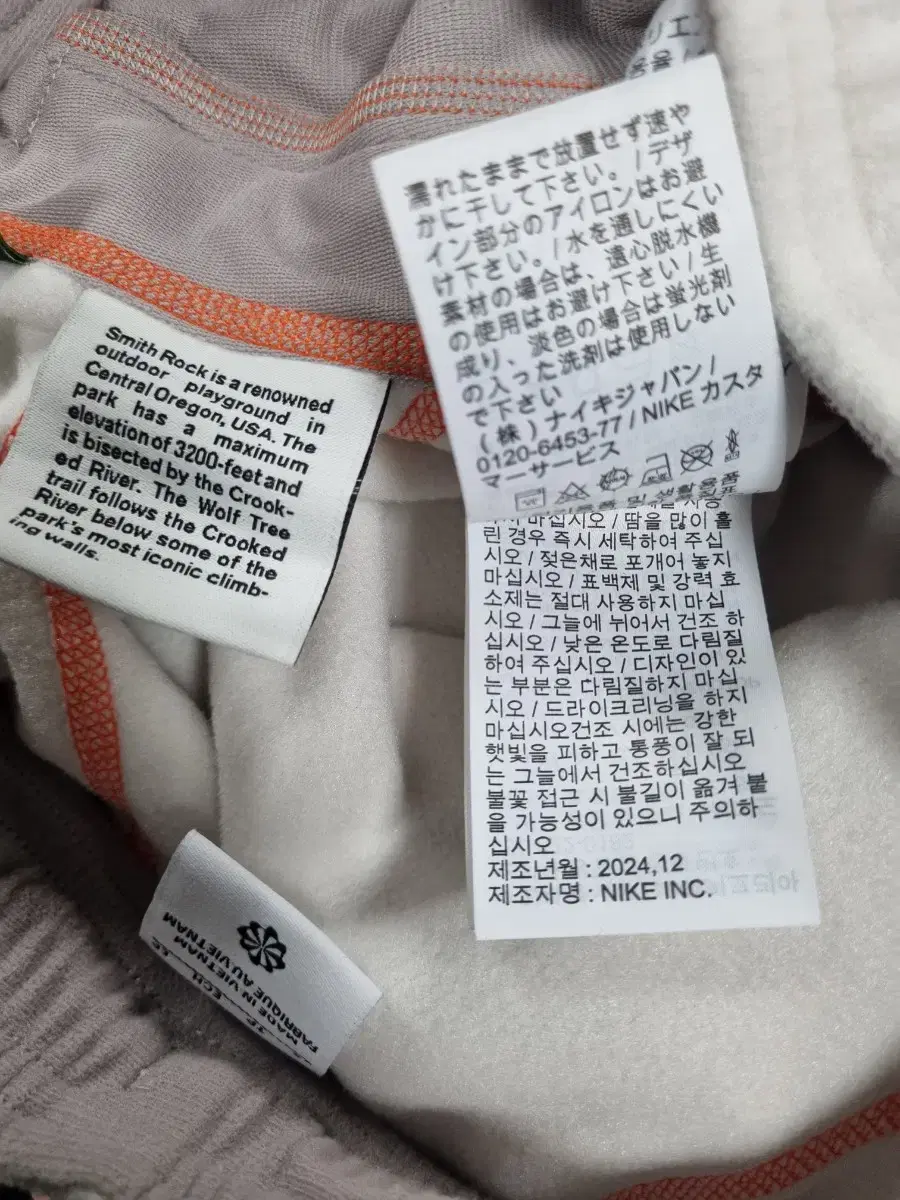 Smith Rock is a renowned
outdoor playground in
Central Oregon, USA. The
park has a maximum
elevation of 3200-feet and
is bisected by the Crook-
ed River. The Wolf Tree
trail follows the Crooked
River below some of the
park's most iconic climb-
ing walls.
濡れたままで放置せず速や
かに干して下さい。/デザ
イン部分のアイロンはお避
け下さい。/水を通しにくい
素材の場合は、遠心脱水機
の使用はお避け下さい/生
成り、淡色の場合は蛍光剤
の入った洗剤は使用しない
で下さい
(株)ナイキジャパン/
0120-6453-77/NIKE カスタ
マーサービス
마십시오 / 땀을 많이 흘
린 경우 즉시 세탁하여 주십
시오 / 젖은채로 포개어 놓지
마십시오 / 표백제 및 강력 효
소제는 절대 사용하지 마십
시오 / 그늘에 뉘어서 건조 하
십시오 / 낮은 온도로 다림질
하여 주십시오 / 디자인이 있
는 부분은 다림질하지 마십
시오 / 드라이크리닝을 하지
마십시오건조 시에는 강한
햇빛을 피하고 통풍이 잘 되
는 그늘에서 건조하십시오
불꽃 접근 시 불길이 옮겨 붙
을 가능성이 있으니 주의하
십시오
제조년월 : 2024,12
제조자명 : NIKE INC.
MADE IN VIETNAM
FABRIQUE AU VIETNAM